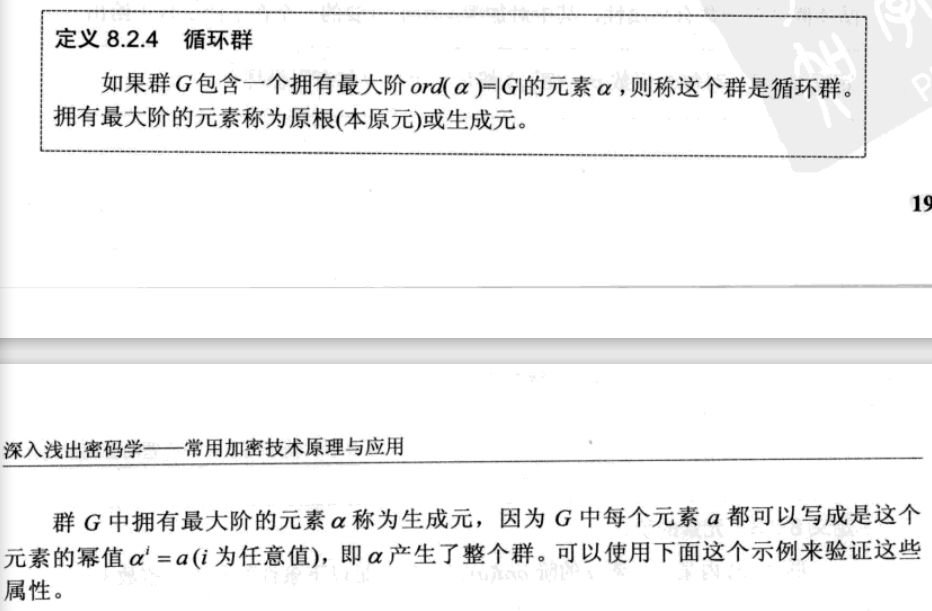 定义 8.2.4 循环群
如果群 G 包含一个拥有最大阶 ord( α )=|G|的元素 α ,则称这个群是循环群。
拥有最大阶的元素称为原根(本原元)或生成元。
19
深入浅出密码学——常用加密技术原理与应用
群 G 中拥有最大阶的元素 α 称为生成元，因为 G 中每个元素 a 都可以写成是这个
元素的幂值 αⁱ = a (i 为任意值)，即 α 产生了整个群。可以使用下面这个示例来验证这些
属性。